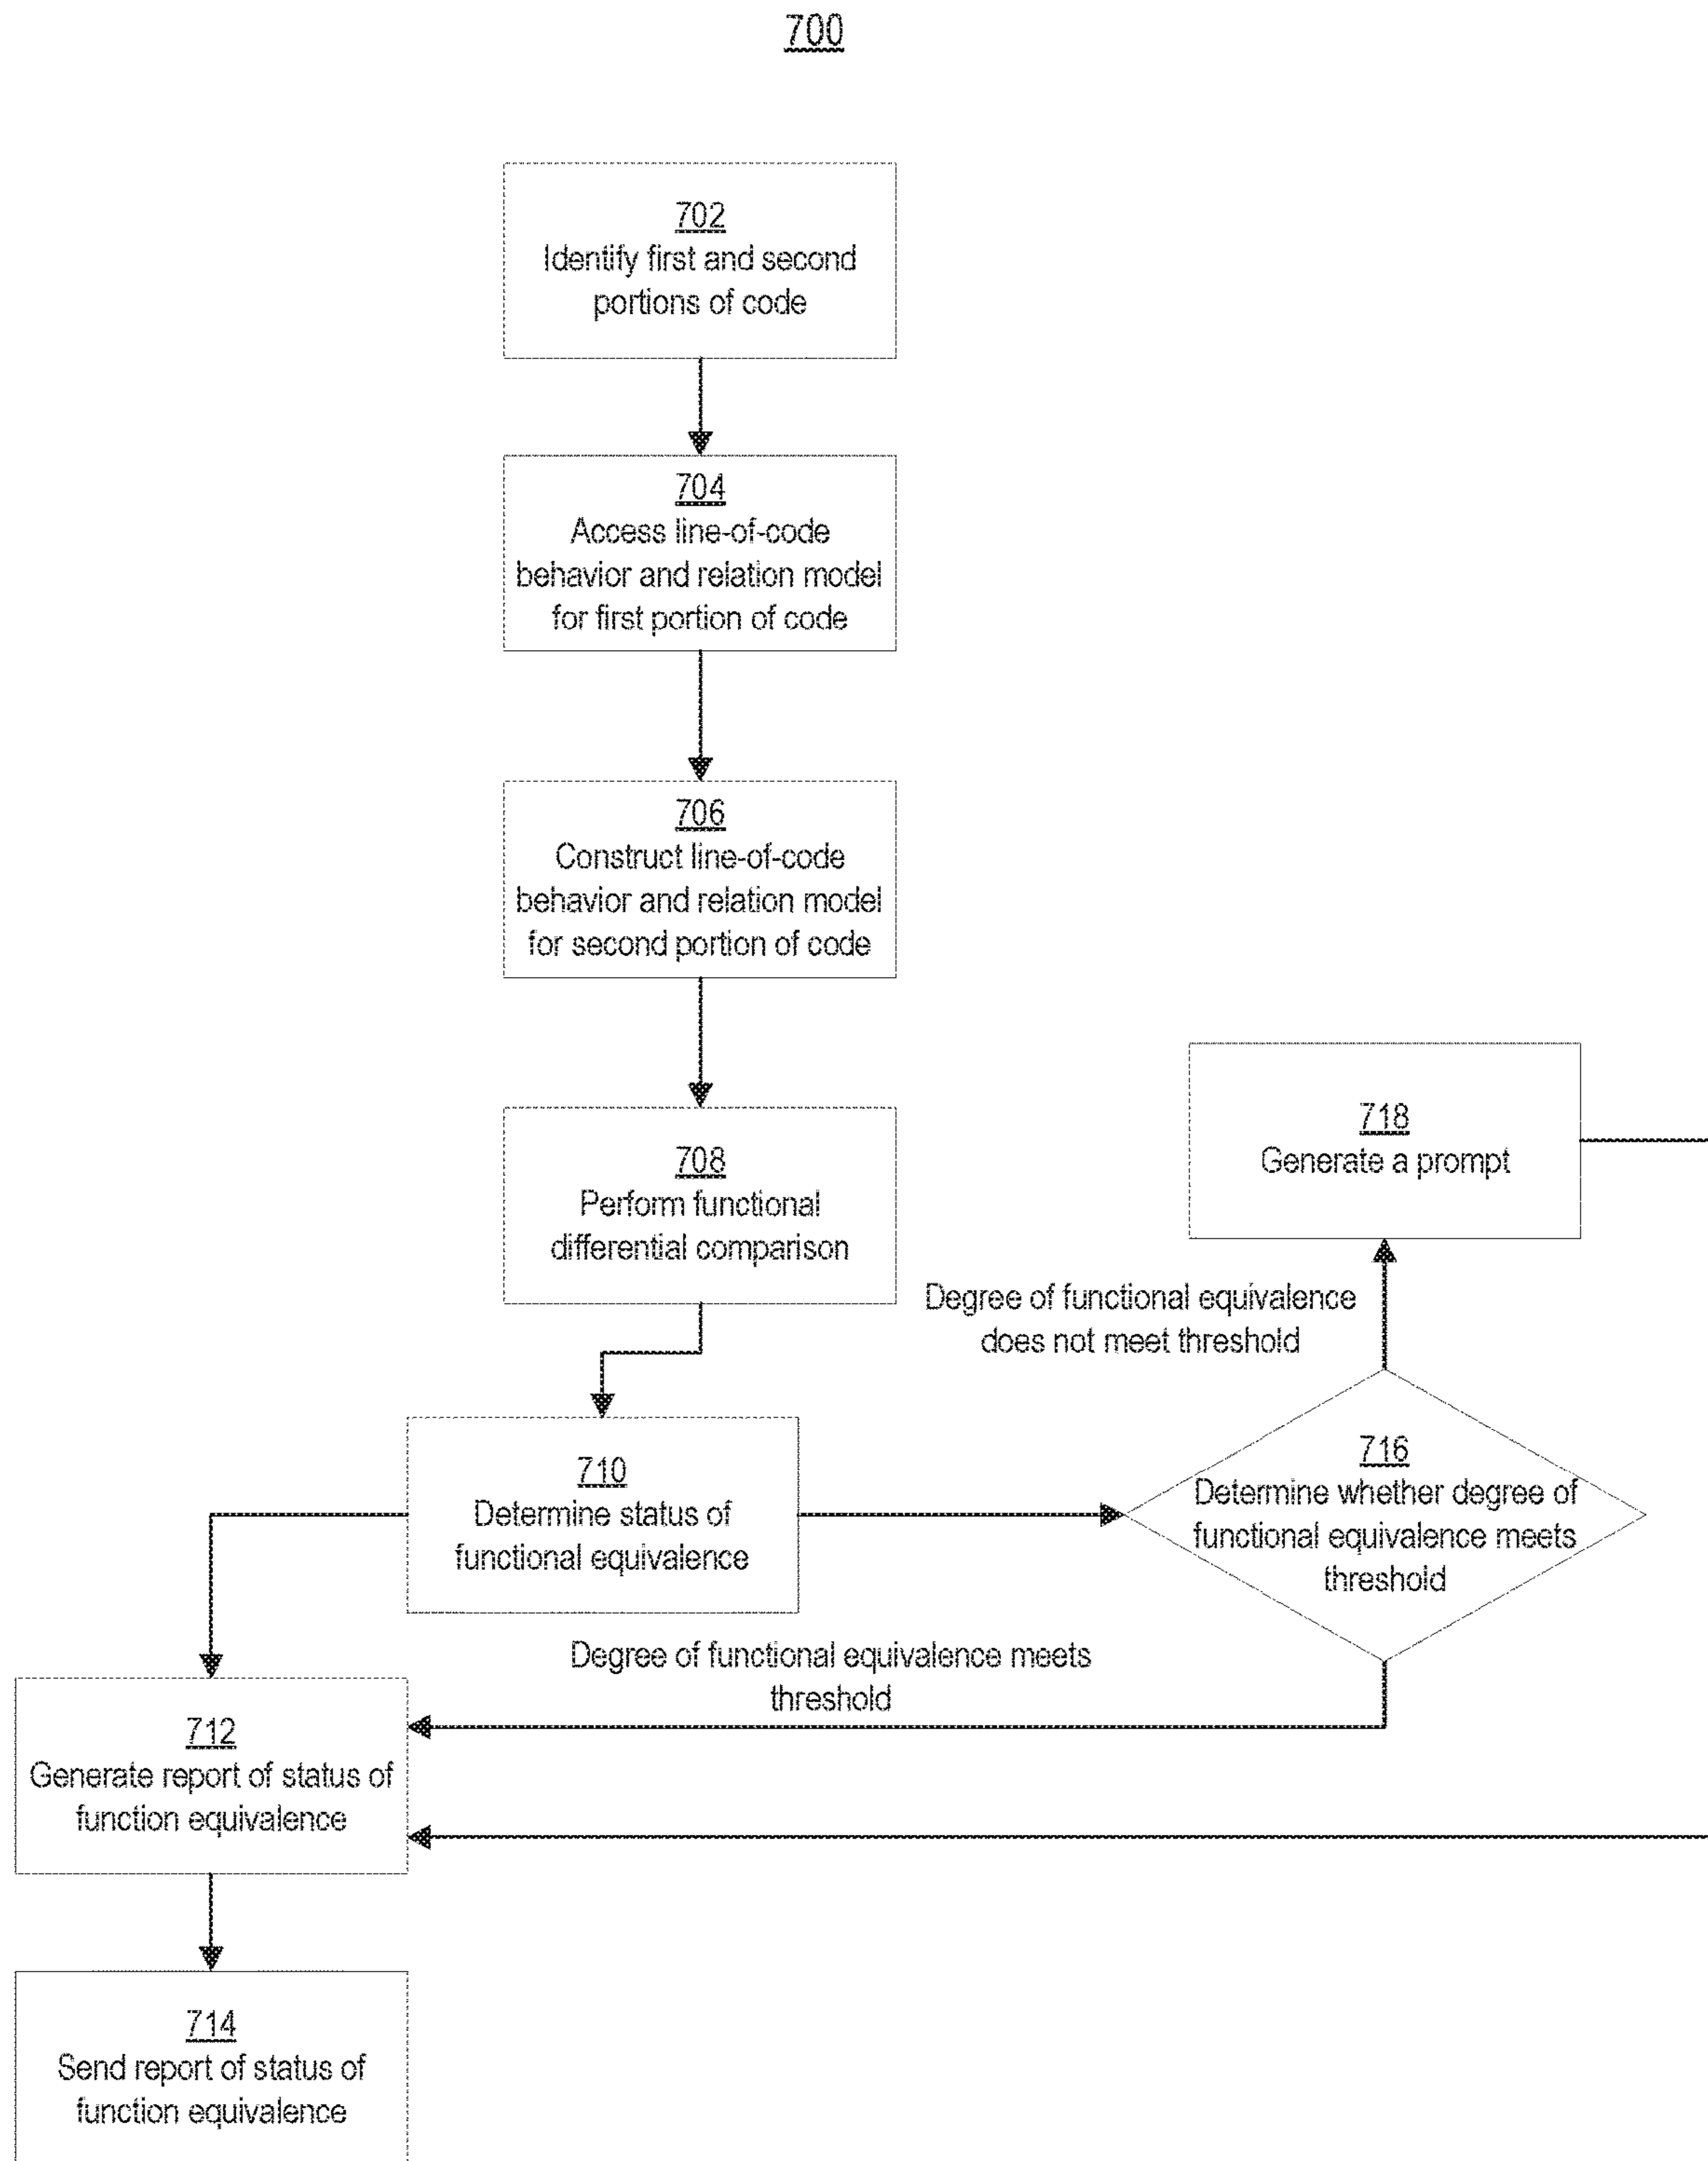 700
702
Identify first and second
portions of code
704
Access line-of-code
behavior and relation model
for first portion of code
706
Construct line-of-code
behavior and relation model
for second portion of code
708
Perform functional
differential comparison
718
Generate a prompt
Degree of functional equivalence
does not meet threshold
710
Determine status of
functional equivalence
716
Determine whether degree of
functional equivalence meets
threshold
Degree of functional equivalence meets
threshold
712
Generate report of status of
function equivalence
714
Send report of status of
function equivalence